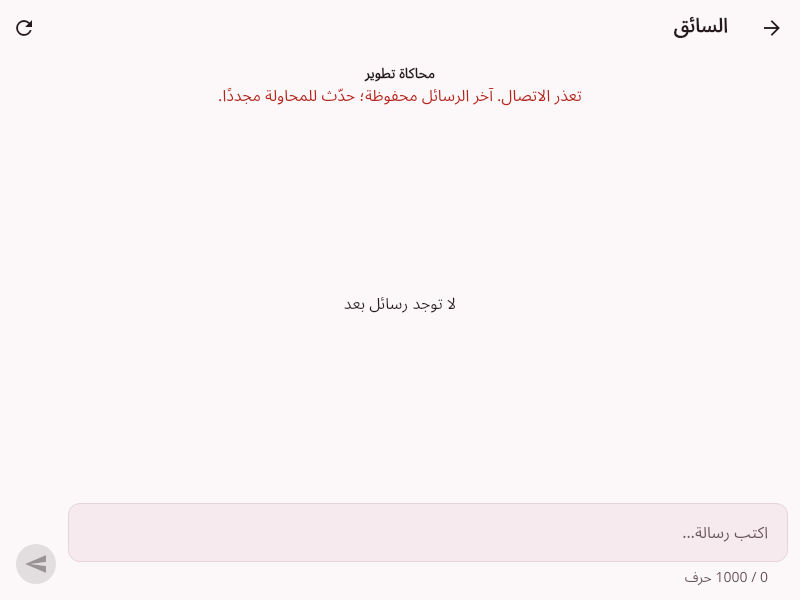 السائق
محاكاة تطوير
تعذر الاتصال. آخر الرسائل محفوظة؛ حدّث للمحاولة مجددًا.
لا توجد رسائل بعد
اكتب رسالة...
0 / 1000 حرف